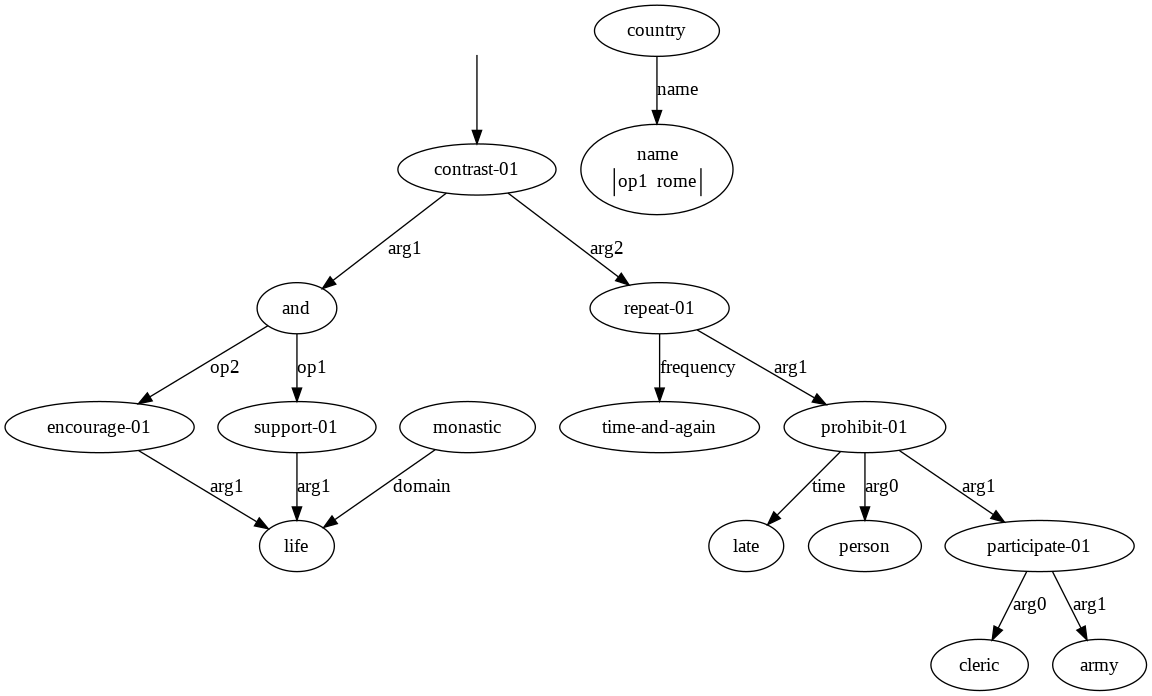 country
name
name
op1 rome
contrast-01
arg1
arg2
and
repeat-01
op2
op1
frequency
arg1
encourage-01
support-01
monastic
time-and-again
prohibit-01
arg1
arg1
domain
time
arg0
arg1
life
late
person
participate-01
arg0
arg1
cleric
army